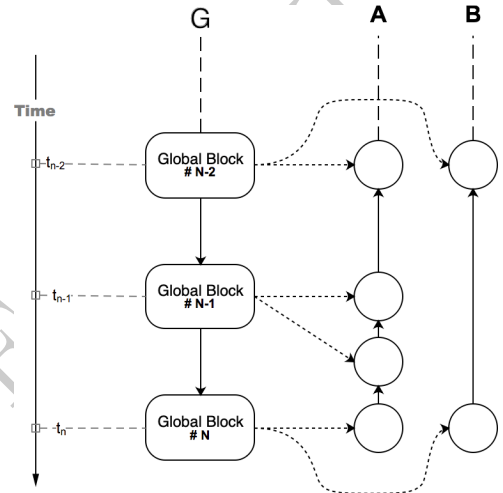 G
A
B
Time
Global Block
# N-2
tn-2
Global Block
# N-1
tn-1
Global Block
# N
tn